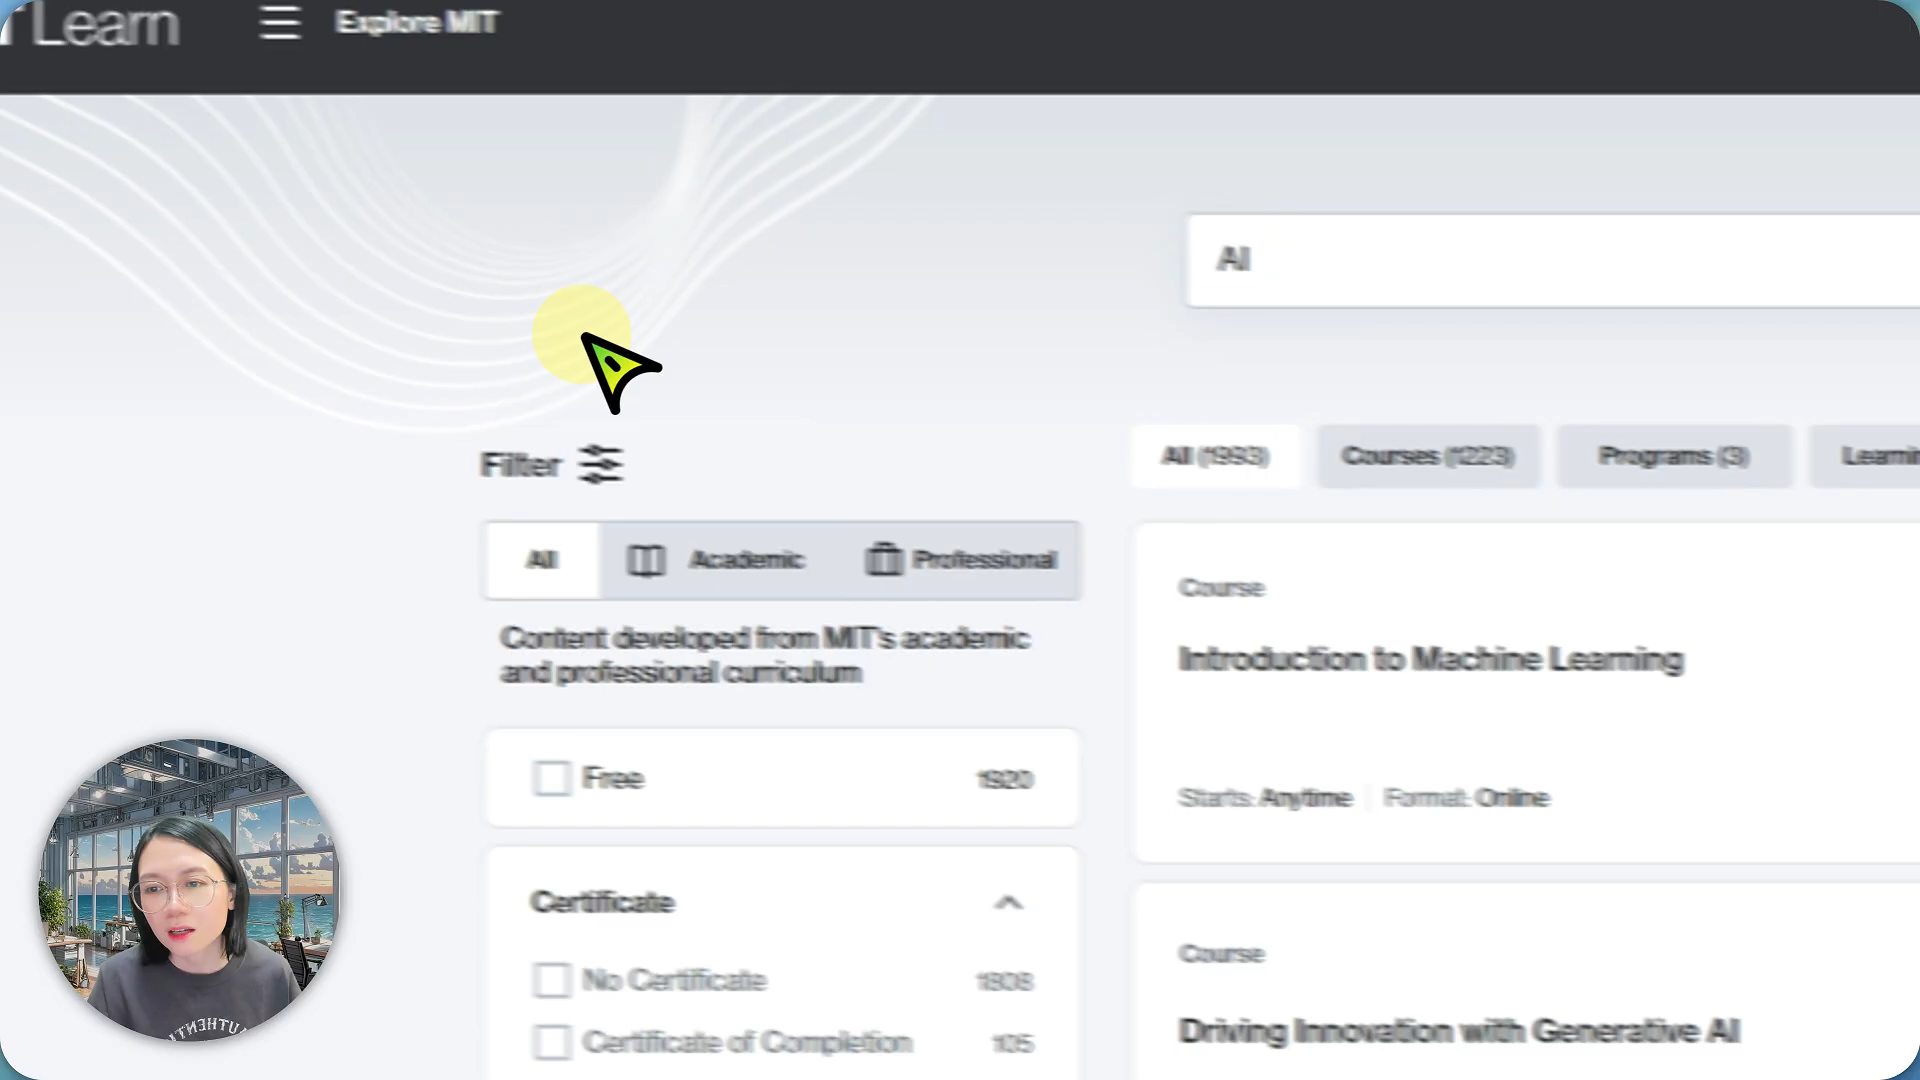 Learn
Explore MIT
AI
Filter
All (1993)
Courses (1223)
Programs (3)
All
Academic
Professional
Content developed from MIT's academic
and professional curriculum
Free
1920
Certificate
No Certificate
1808
Certificate of Completion
105
Course
Introduction to Machine Learning
Starts: Anytime
Format: Online
Course
Driving Innovation with Generative AI